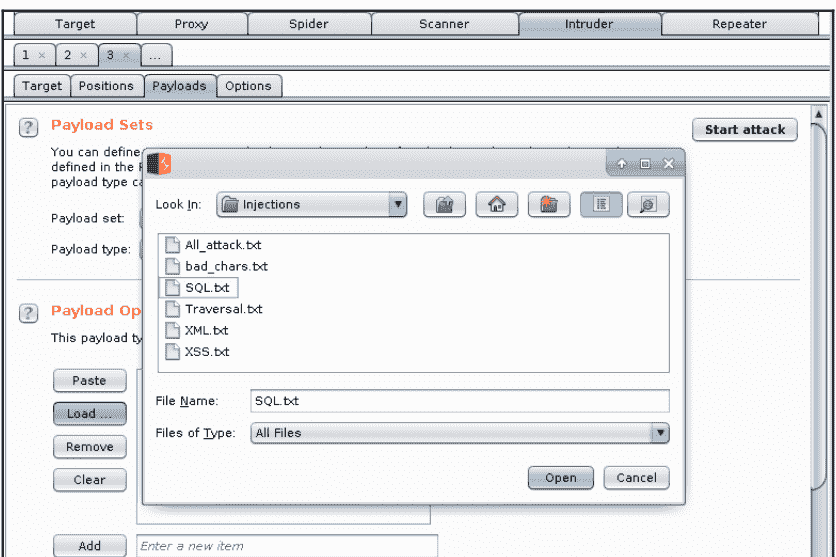 Target Proxy Spider Scanner Intruder Repeater
1 × 2 × 3 × ...
Target Positions Payloads Options
? Payload Sets
Start attack
You can define
defined in the
payload type ca
Payload set:
Payload type:
Look In: Injections
All_attack.txt
bad_chars.txt
SQL.txt
Traversal.txt
XML.txt
XSS.txt
File Name: SQL.txt
Files of Type: All Files
Open Cancel
? Payload Op
This payload ty
Paste
Load ...
Remove
Clear
Add Enter a new item